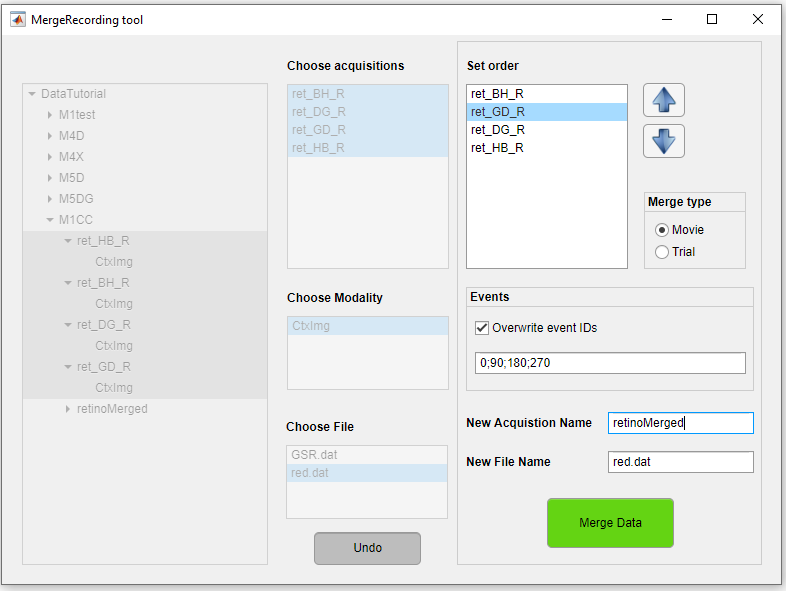 MergeRecording tool
DataTutorial
M1test
M4D
M4X
M5D
M5DG
M1CC
ret_HB_R
CtxImg
ret_BH_R
CtxImg
ret_DG_R
CtxImg
ret_GD_R
CtxImg
retinoMerged
Choose acquisitions
ret_BH_R
ret_DG_R
ret_GD_R
ret_HB_R
Choose Modality
CtxImg
Choose File
GSR.dat
red.dat
Undo
Set order
ret_BH_R
ret_GD_R
ret_DG_R
ret_HB_R
Merge type
Movie
Trial
Events
Overwrite event IDs
0;90;180;270
New Acquistion Name retinoMerged
New File Name red.dat
Merge Data